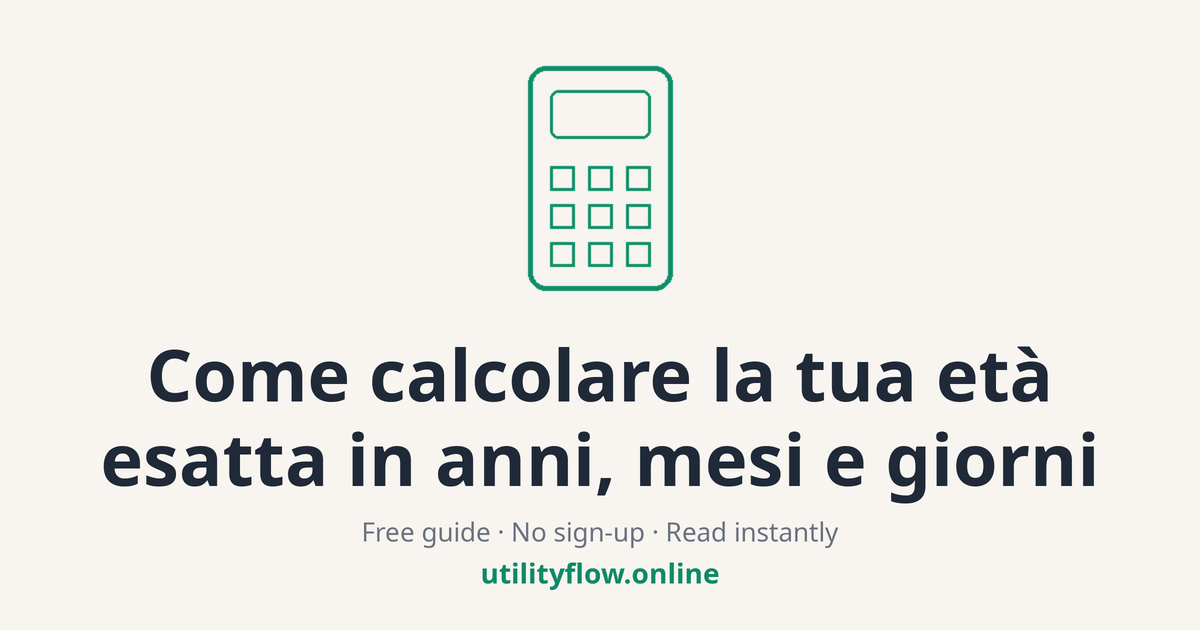 Come calcolare la tua età
esatta in anni, mesi e giorni
Free guide · No sign-up · Read instantly
utilityflow.online